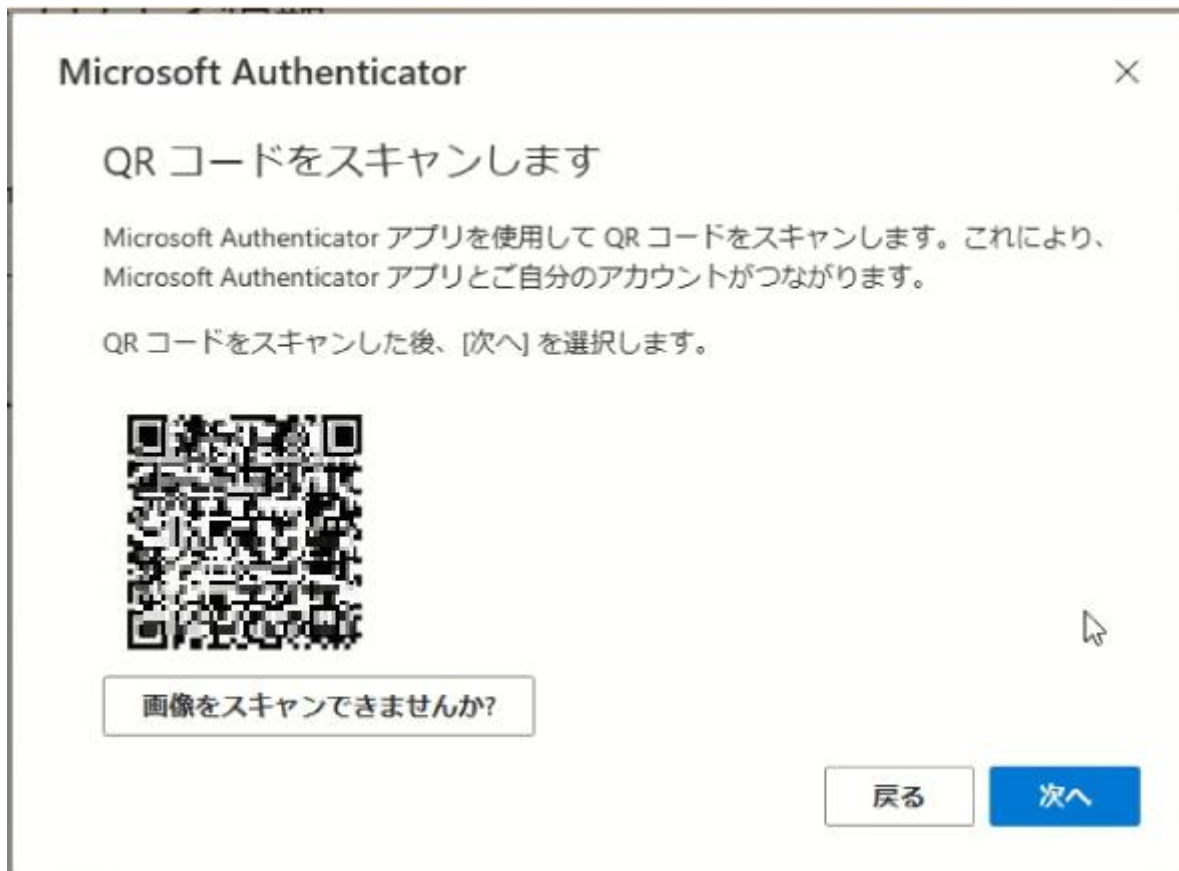 Microsoft Authenticator
QR コードをスキャンします
Microsoft Authenticator アプリを使用して QR コードをスキャンします。これにより、
Microsoft Authenticator アプリとご自分のアカウントがつながります。
QR コードをスキャンした後、[次へ] を選択します。
画像をスキャンできませんか?
戻る
次へ